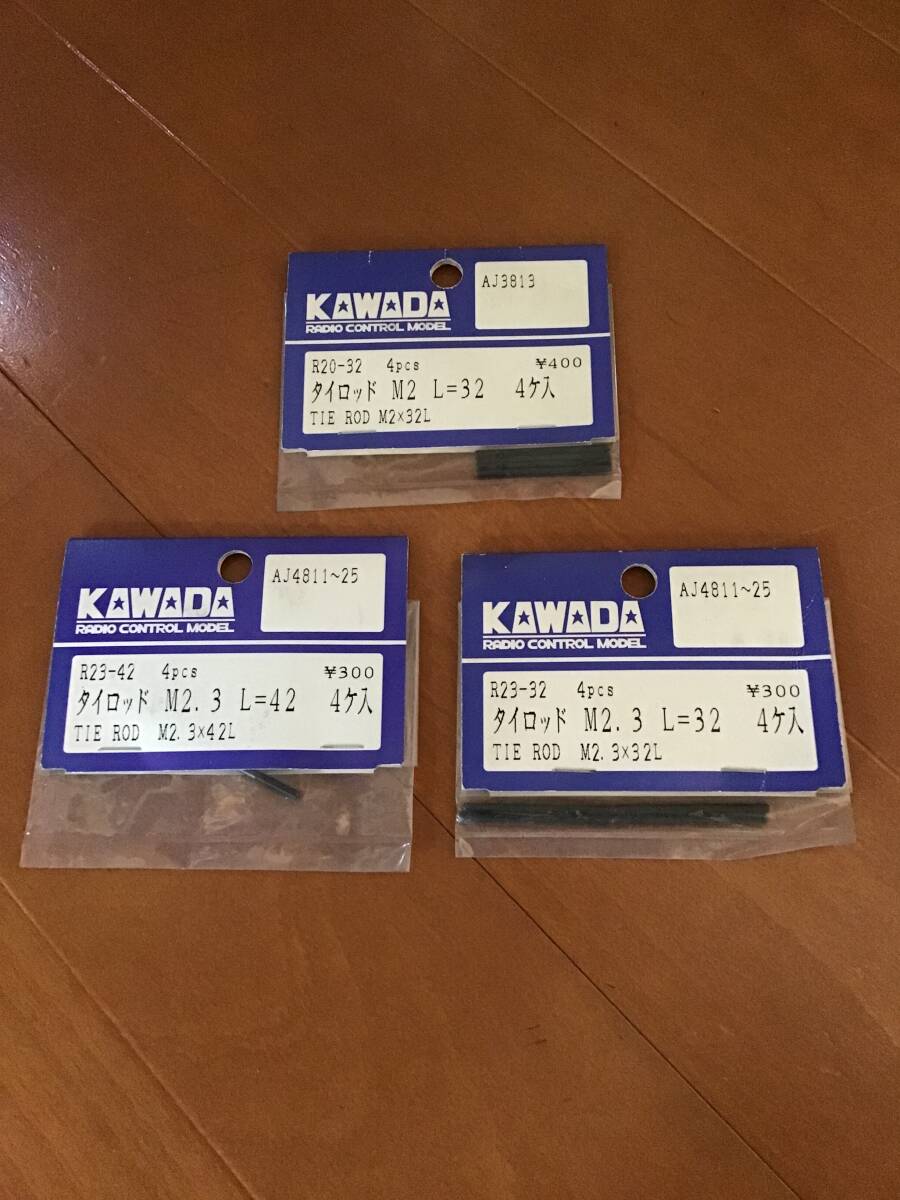 KAWADA
RADIO CONTROL MODEL
AJ3813
R20-32 4pcs ¥400
タイロッド M2 L=32 4ケ入
TIE ROD M2×32L
KAWADA
RADIO CONTROL MODEL
AJ4811~25
R23-42 4pcs ¥300
タイロッド M2.3 L=42 4ケ入
TIE ROD M2.3×42L
KAWADA
RADIO CONTROL MODEL
AJ4811~25
R23-32 4pcs ¥300
タイロッド M2.3 L=32 4ケ入
TIE ROD M2.3×32L